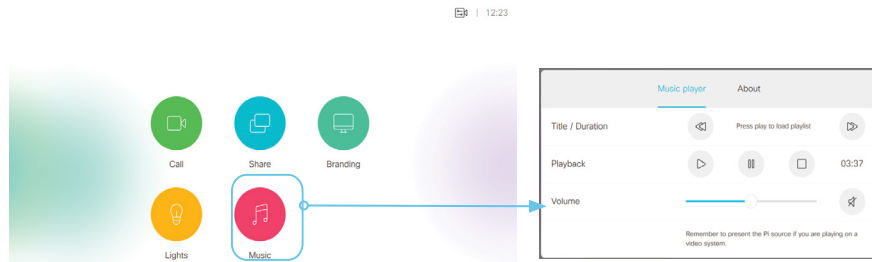 12:23
Call
Share
Branding
Lights
Music
Music player
About
Title / Duration
Press play to load playlist
Playback
03:37
Volume
Remember to present the Pi source if you are playing on a
video system.